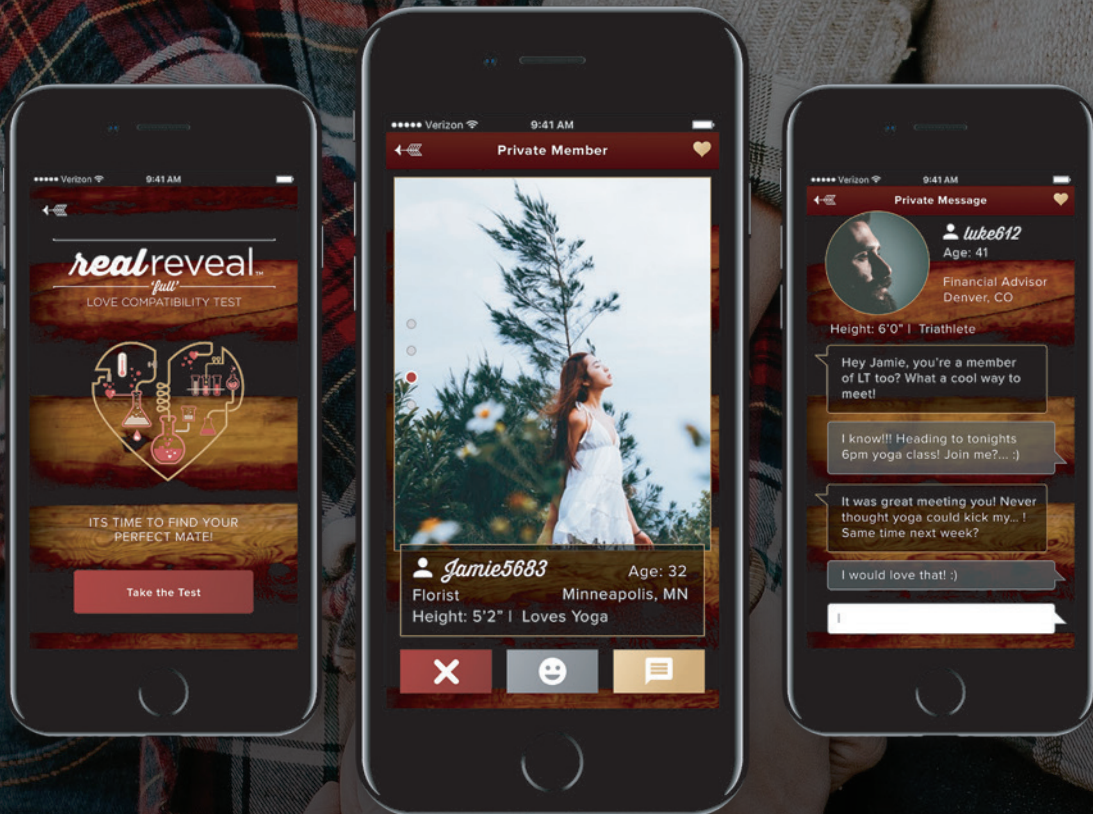 Verizon 9:41 AM
realreveal™
'full'
LOVE COMPATIBILITY TEST
ITS TIME TO FIND YOUR
PERFECT MATE!
Take the Test
Verizon 9:41 AM
Private Member
Jamie5683 Age: 32
Florist Minneapolis, MN
Height: 5'2" | Loves Yoga
Verizon 9:41 AM
Private Message
luke612
Age: 41
Financial Advisor
Denver, CO
Height: 6'0" | Triathlete
Hey Jamie, you're a member
of LT too? What a cool way to
meet!
I know!!! Heading to tonights
6pm yoga class! Join me?... :)
It was great meeting you! Never
thought yoga could kick my... !
Same time next week?
I would love that! :)